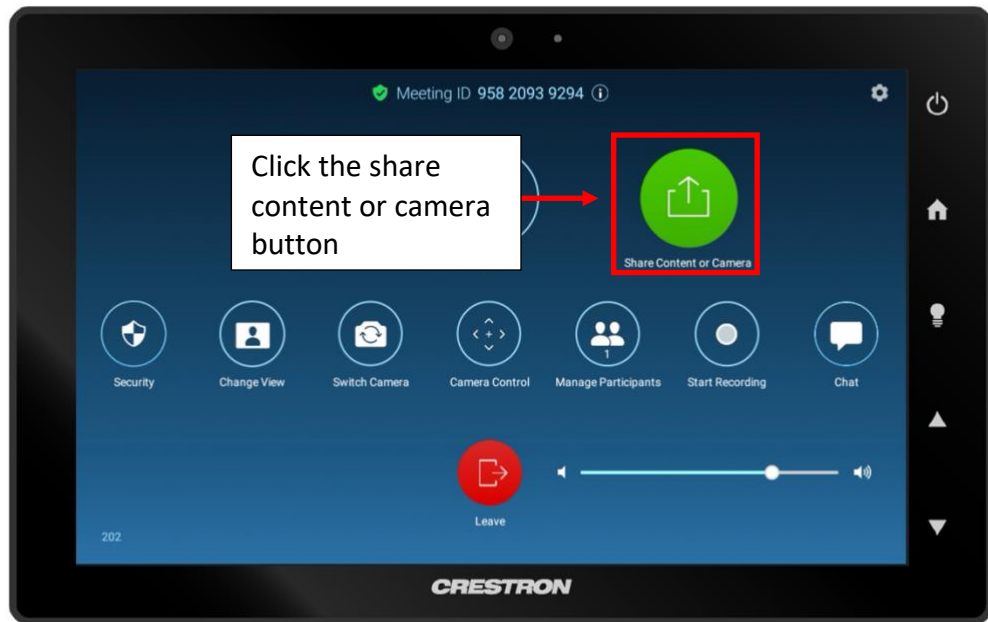 Meeting ID 958 2093 9294
Click the share
content or camera
button
Share Content or Camera
Security
Change View
Switch Camera
Camera Control
1
Manage Participants
Start Recording
Chat
Leave
202
CRESTRON